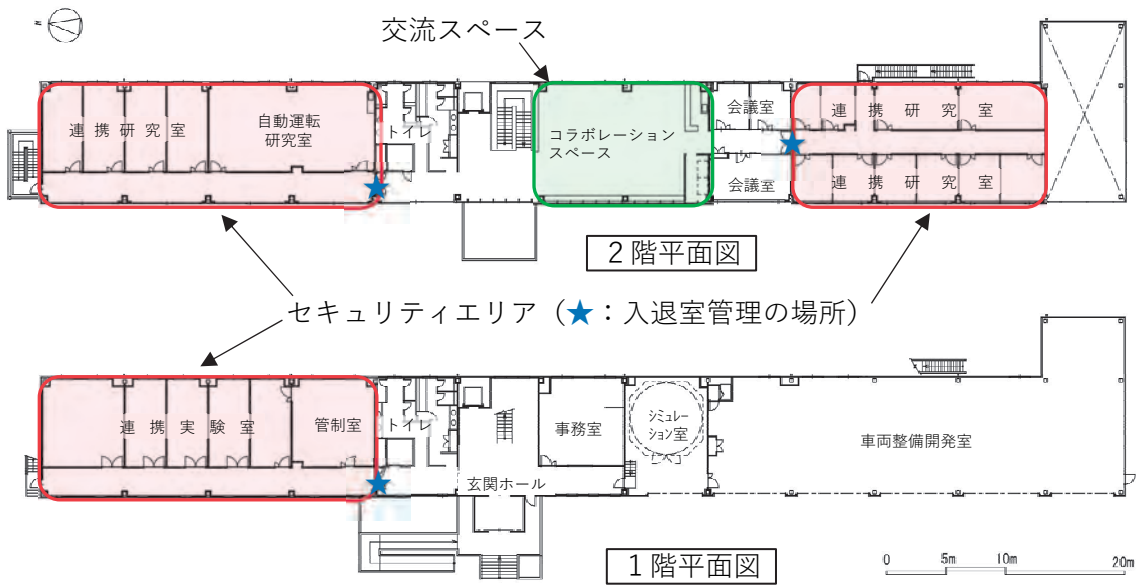 N
交流スペース
連携研究室
自動運転
研究室
トイレ
コラボレーション
スペース
会議室
会議室
連携研究室
連携研究室
2階平面図
セキュリティエリア（★：入退室管理の場所）
連携実験室
管制室
トイレ
玄関ホール
事務室
シミュレー
ション室
車両整備開発室
1階平面図
0 5m 10m 20m